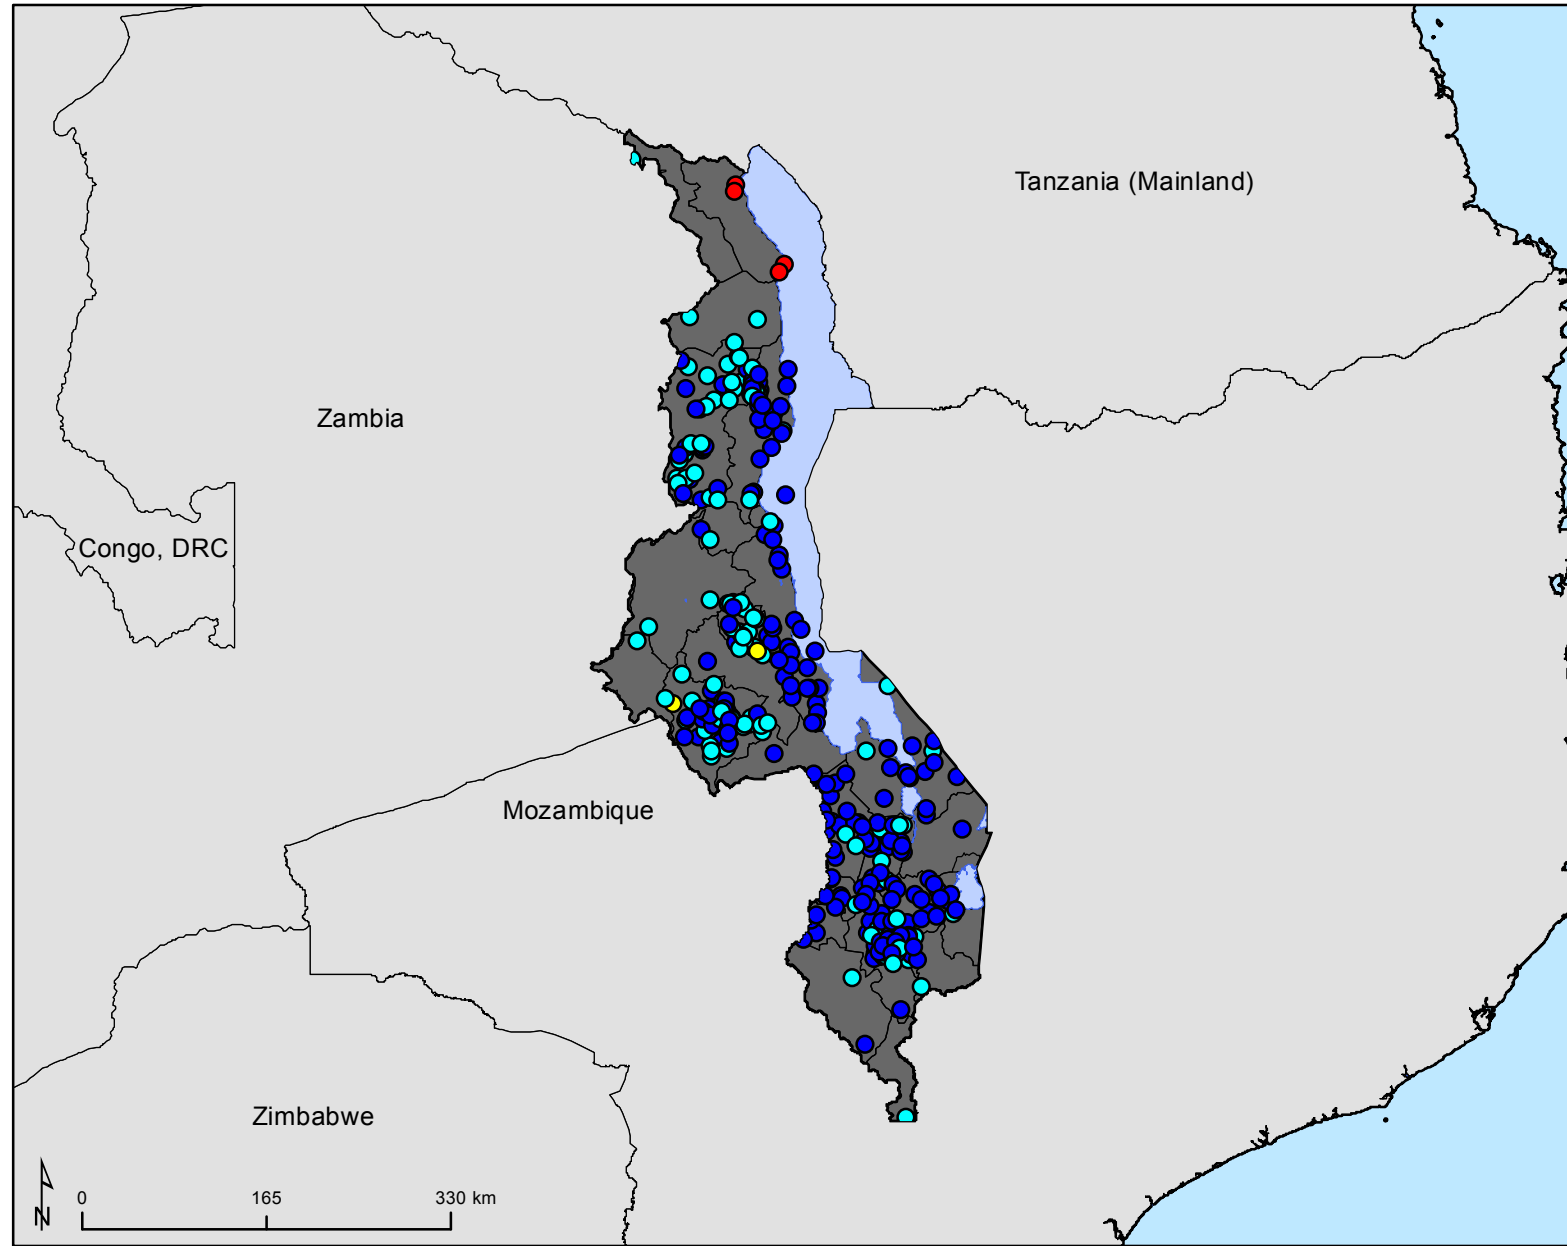 Tanzania (Mainland)
Zambia
Congo, DRC
Mozambique
Zimbabwe
N
0 165 330 km